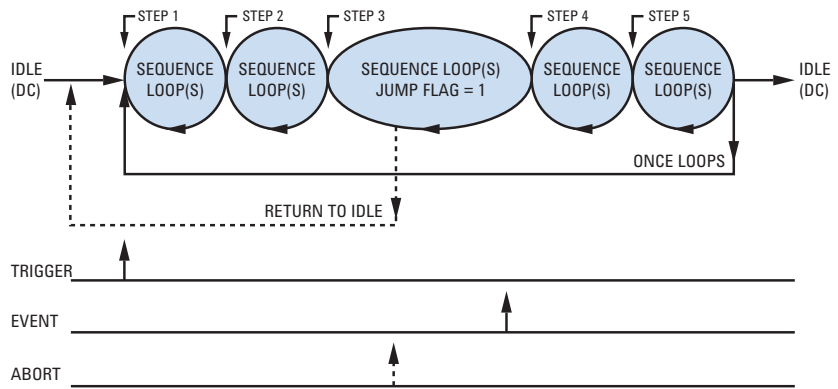 STEP 1
STEP 2
STEP 3
STEP 4
STEP 5
IDLE
(DC)
SEQUENCE
LOOP(S)
SEQUENCE
LOOP(S)
SEQUENCE LOOP(S)
JUMP FLAG = 1
SEQUENCE
LOOP(S)
SEQUENCE
LOOP(S)
IDLE
(DC)
ONCE LOOPS
RETURN TO IDLE
TRIGGER
EVENT
ABORT